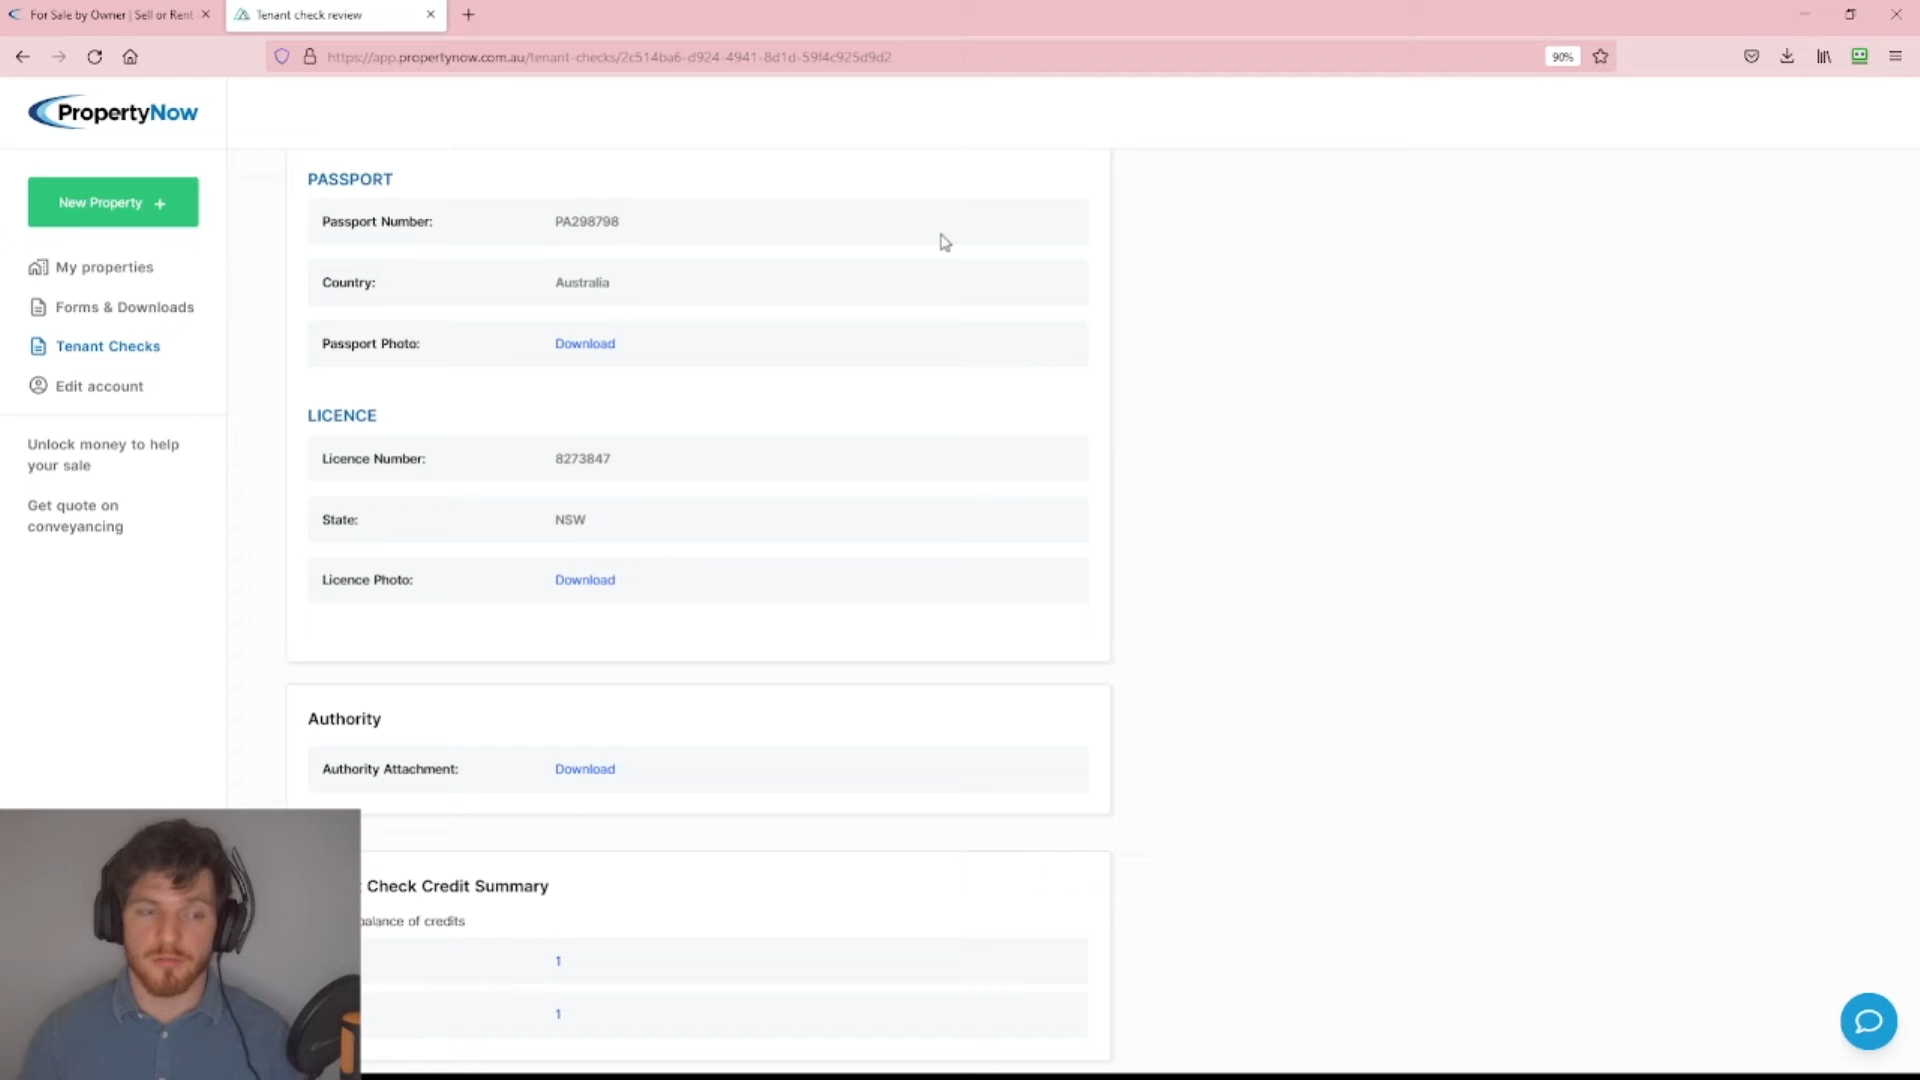 For Sale by Owner | Sell or Rent
Tenant check review
https://app.propertynow.com.au/tenant-checks/2c514ba6-d924-4941-8d1d-59f4c925d9d2
90%
PropertyNow
New Property +
My properties
Forms & Downloads
Tenant Checks
Edit account
Unlock money to help
your sale
Get quote on
conveyancing
PASSPORT
Passport Number: PA298798
Country: Australia
Passport Photo: Download
LICENCE
Licence Number: 8273847
State: NSW
Licence Photo: Download
Authority
Authority Attachment: Download
Check Credit Summary
balance of credits
1
1